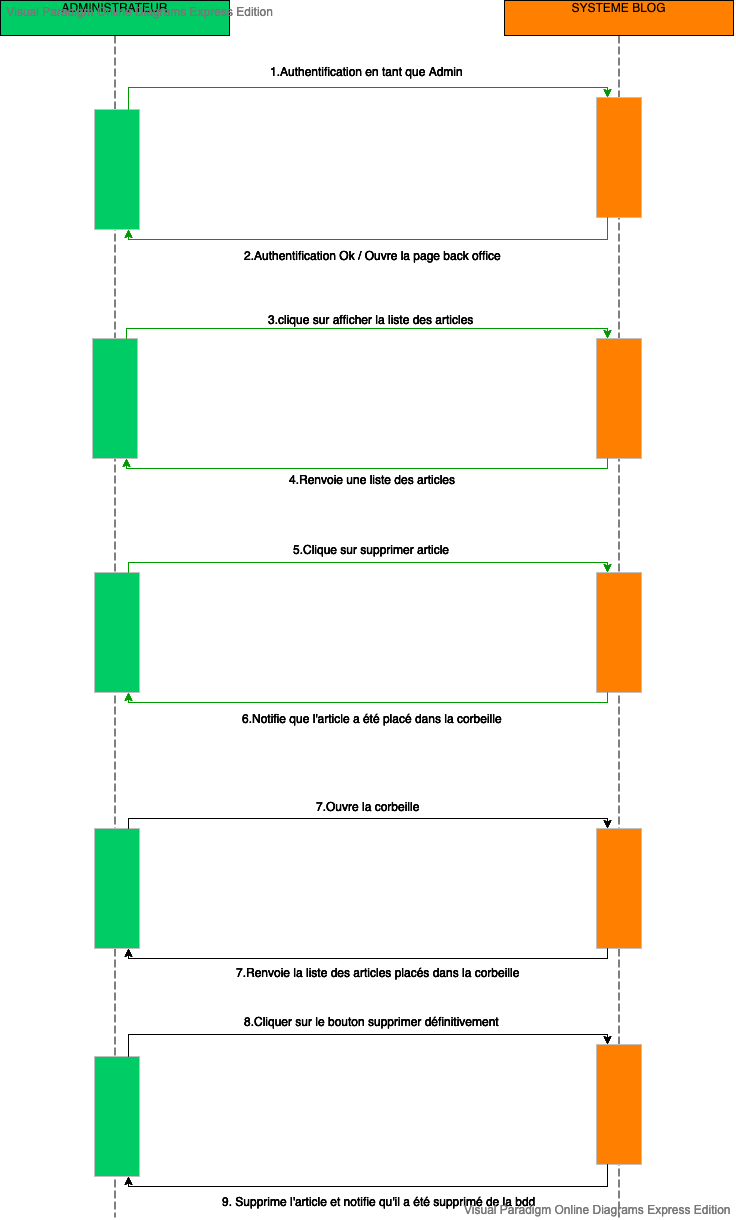 ADMINISTRATEUR
Visual Paradigm Online Diagrams Express Edition
SYSTEME BLOG
1.Authentification en tant que Admin
2.Authentification Ok / Ouvre la page back office
3.clique sur afficher la liste des articles
4.Renvoie une liste des articles
5.Clique sur supprimer article
6.Notifie que l'article a été placé dans la corbeille
7.Ouvre la corbeille
7.Renvoie la liste des articles placés dans la corbeille
8.Cliquer sur le bouton supprimer définitivement
9. Supprime l'article et notifie qu'il a été supprimé de la bdd
Visual Paradigm Online Diagrams Express Edition